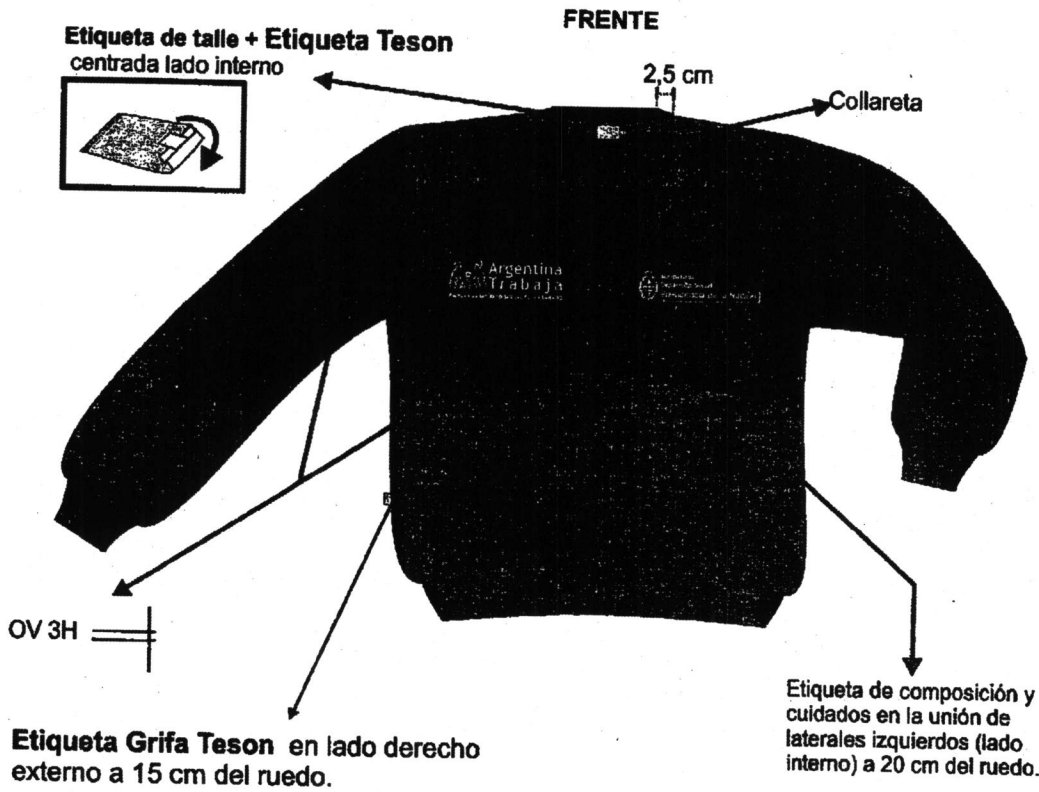 FRENTE
Etiqueta de talle + Etiqueta Teson
centrada lado interno
2,5 cm
Collareta
Argentina
Trabaja
OV 3H
Etiqueta Grifa Teson en lado derecho
externo a 15 cm del ruedo.
Etiqueta de composición y
cuidados en la unión de
laterales izquierdos (lado
interno) a 20 cm del ruedo.